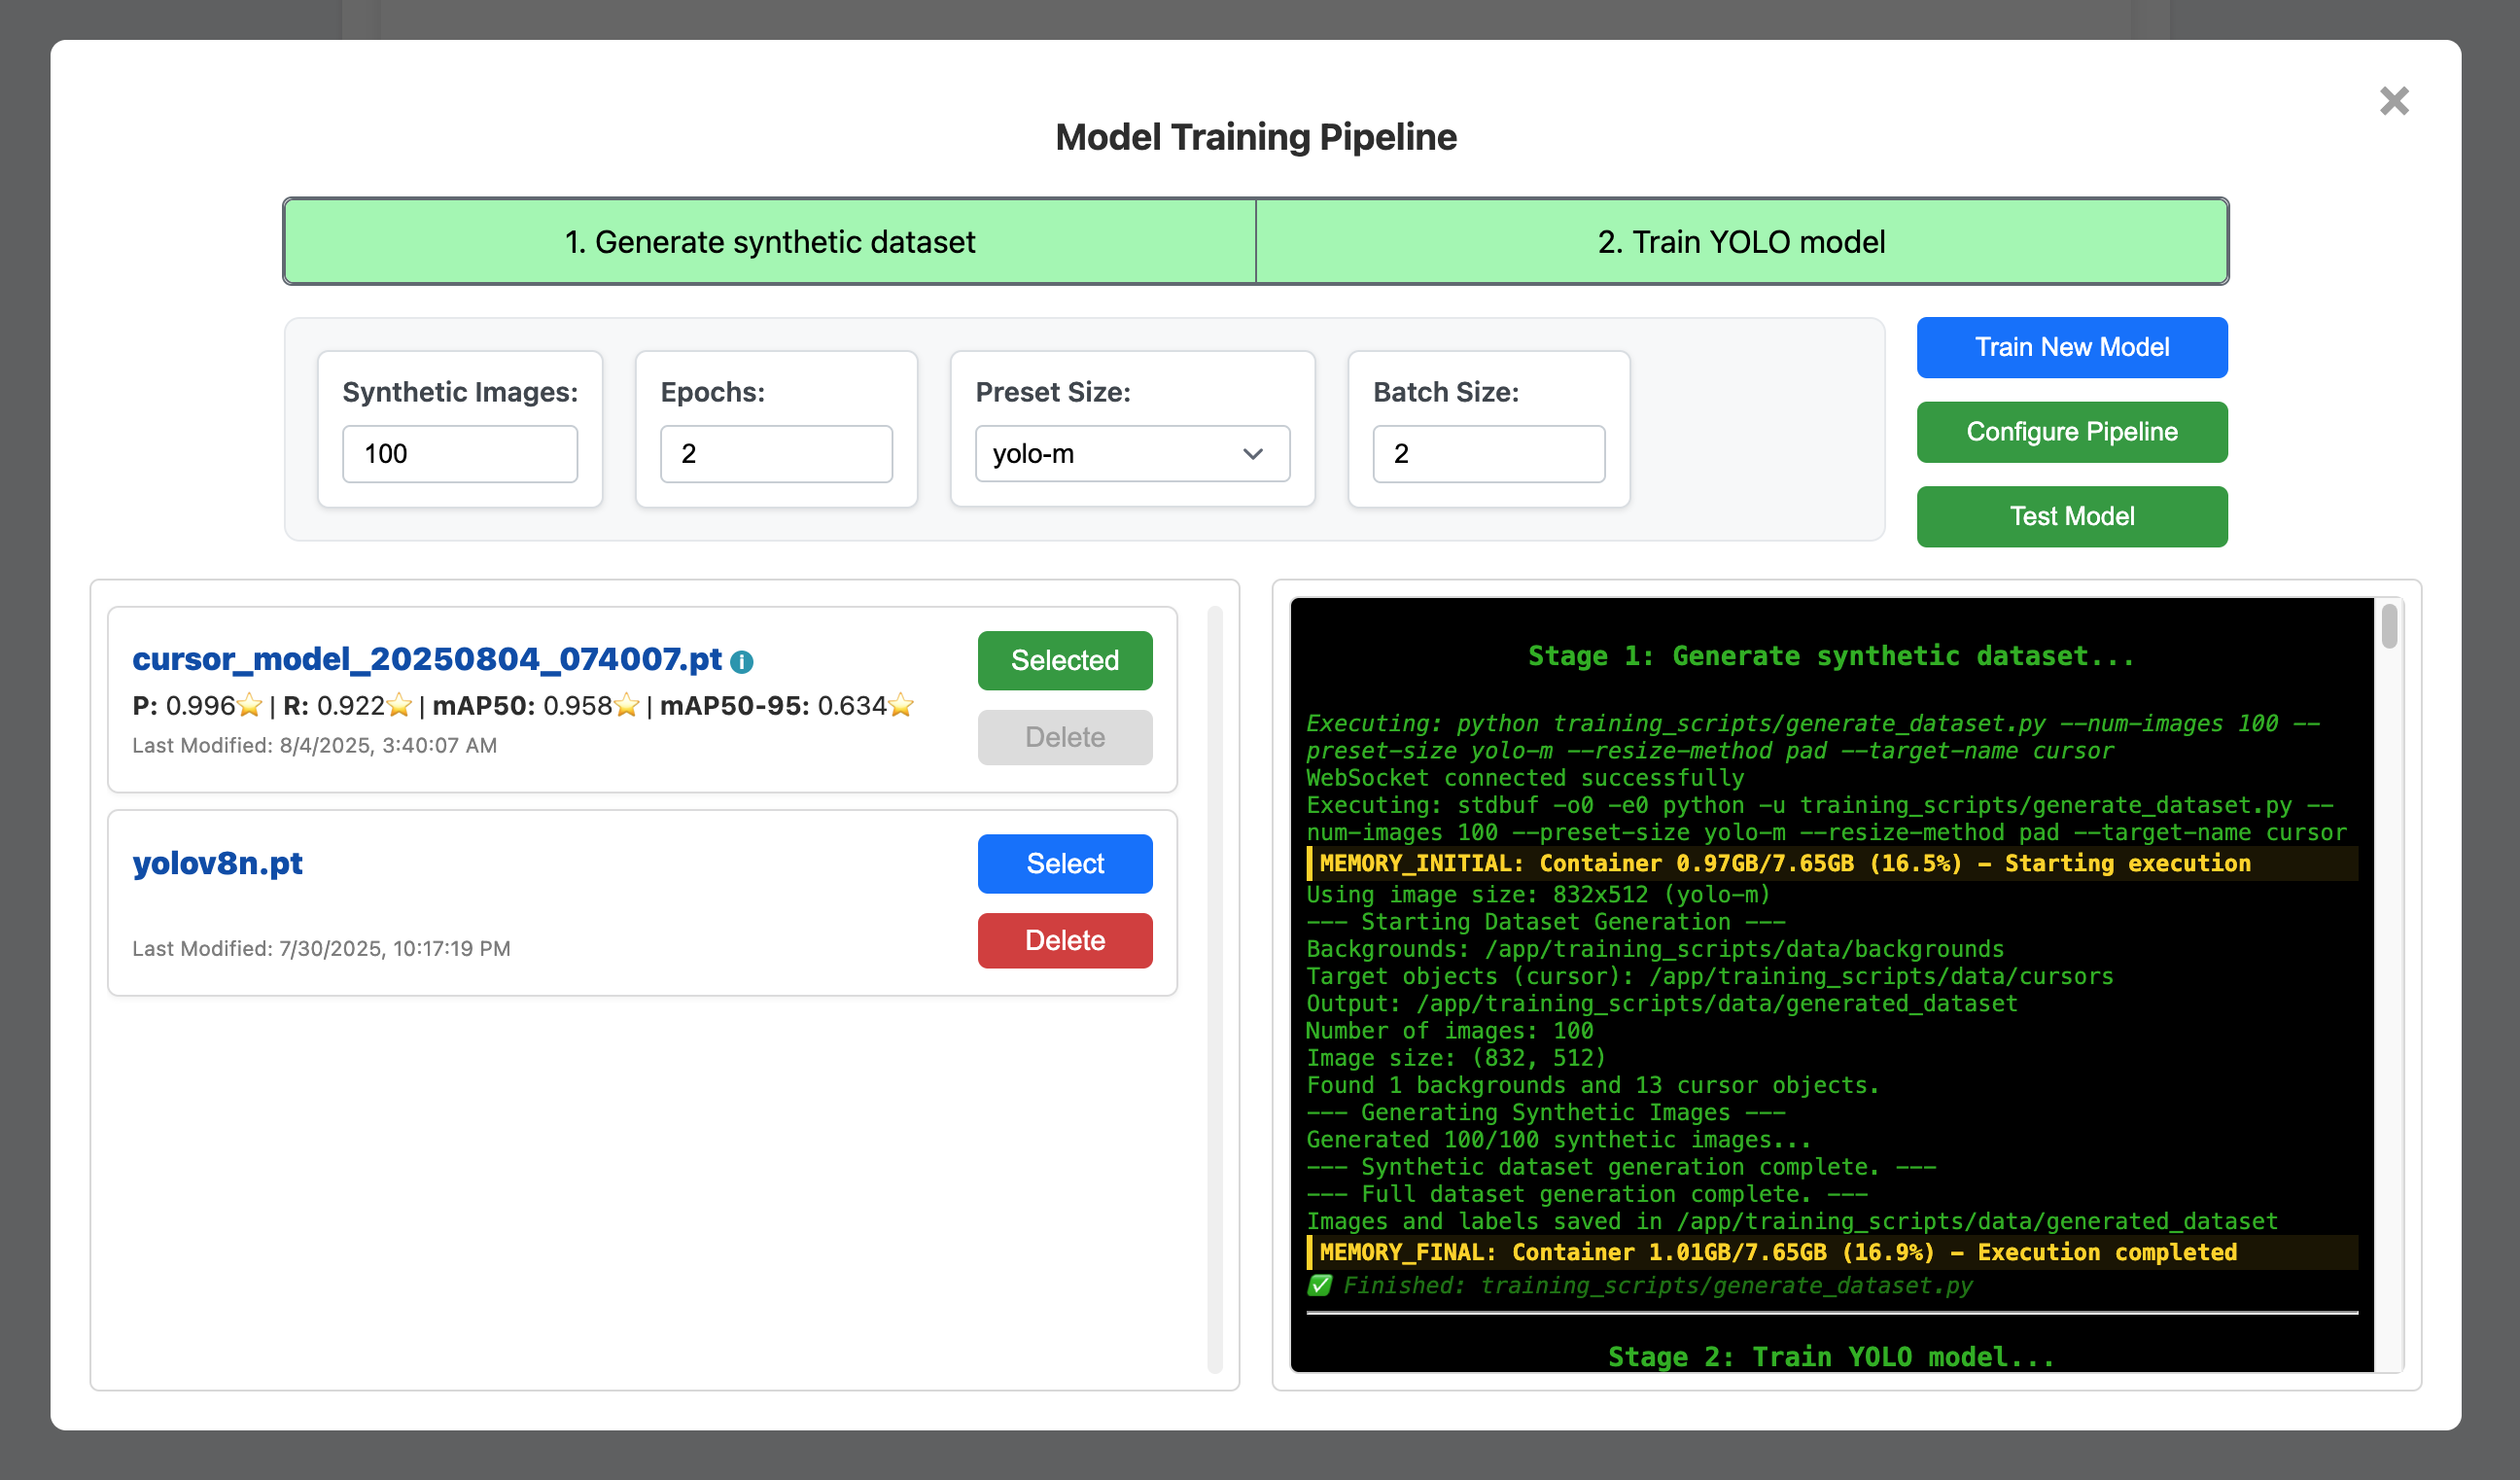 Model Training Pipeline
×
1. Generate synthetic dataset
2. Train YOLO model
Synthetic Images:
100
Epochs:
2
Preset Size:
yolo-m
Batch Size:
2
Train New Model
Configure Pipeline
Test Model
cursor_model_20250804_074007.pt i
P: 0.996⭐ | R: 0.922⭐ | mAP50: 0.958⭐ | mAP50-95: 0.634⭐
Last Modified: 8/4/2025, 3:40:07 AM
Selected
Delete
yolov8n.pt
Last Modified: 7/30/2025, 10:17:19 PM
Select
Delete
Stage 1: Generate synthetic dataset...
Executing: python training_scripts/generate_dataset.py --num-images 100 --
preset-size yolo-m --resize-method pad --target-name cursor
WebSocket connected successfully
Executing: stdbuf -o0 -e0 python -u training_scripts/generate_dataset.py --
num-images 100 --preset-size yolo-m --resize-method pad --target-name cursor
MEMORY_INITIAL: Container 0.97GB/7.65GB (16.5%) - Starting execution
Using image size: 832x512 (yolo-m)
--- Starting Dataset Generation ---
Backgrounds: /app/training_scripts/data/backgrounds
Target objects (cursor): /app/training_scripts/data/cursors
Output: /app/training_scripts/data/generated_dataset
Number of images: 100
Image size: (832, 512)
Found 1 backgrounds and 13 cursor objects.
--- Generating Synthetic Images ---
Generated 100/100 synthetic images...
--- Synthetic dataset generation complete. ---
--- Full dataset generation complete. ---
Images and labels saved in /app/training_scripts/data/generated_dataset
MEMORY_FINAL: Container 1.01GB/7.65GB (16.9%) - Execution completed
✅ Finished: training_scripts/generate_dataset.py
Stage 2: Train YOLO model...